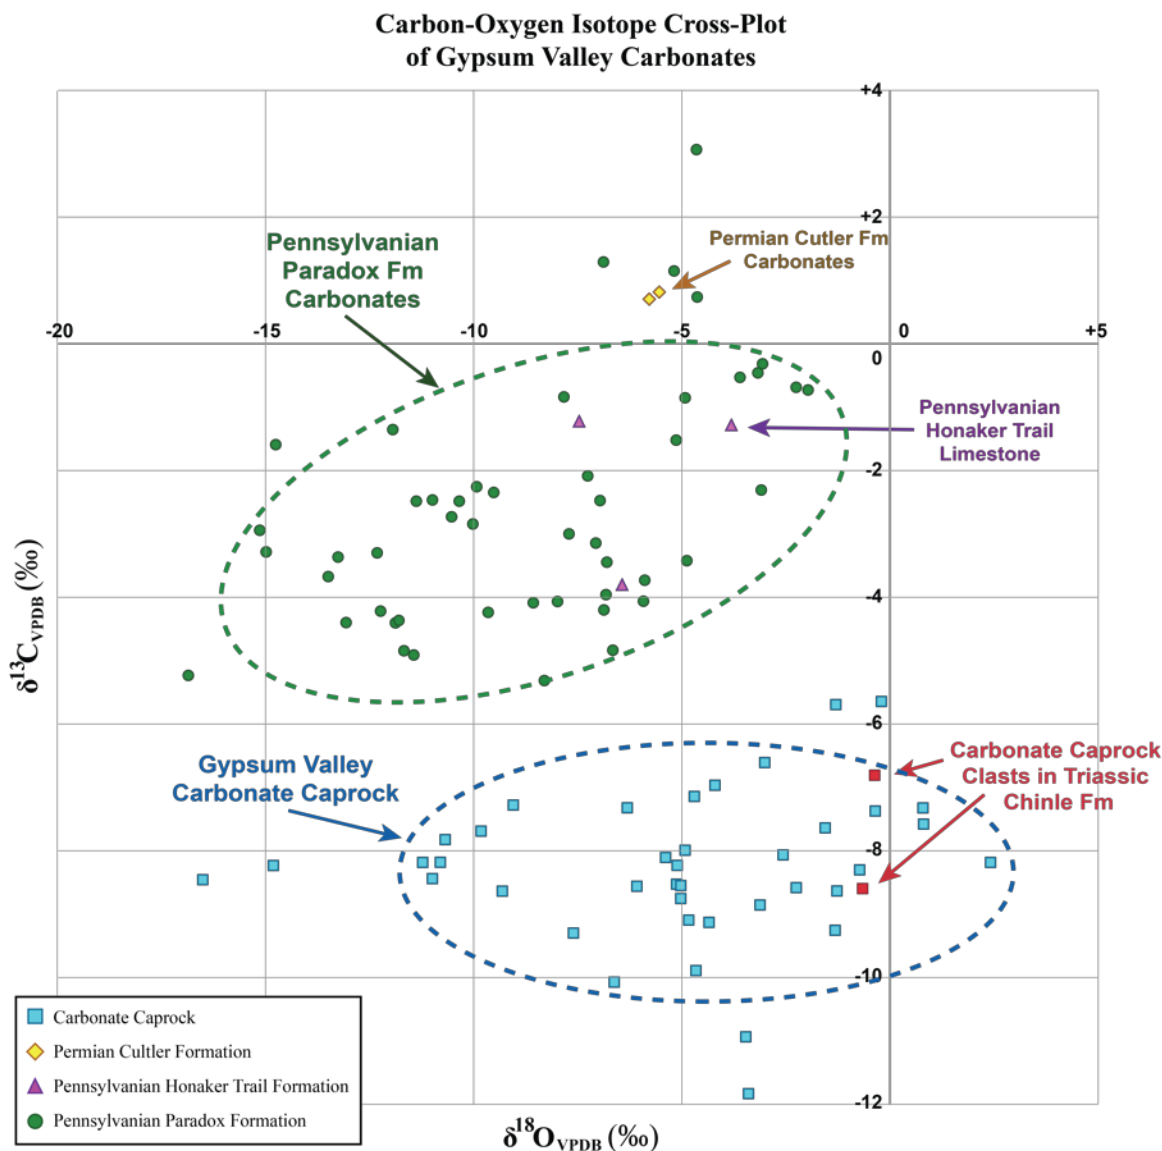 Carbon-Oxygen Isotope Cross-Plot
of Gypsum Valley Carbonates
+4
+2
Pennsylvanian
Paradox Fm
Carbonates
Permian Cutler Fm
Carbonates
-20
-15
-10
-5
0
+5
0
Pennsylvanian
Honaker Trail
Limestone
-2
-4
δ13CVPDB (‰)
-6
Gypsum Valley
Carbonate Caprock
Carbonate Caprock
Clasts in Triassic
Chinle Fm
-8
-10
Carbonate Caprock
Permian Cultler Formation
Pennsylvanian Honaker Trail Formation
Pennsylvanian Paradox Formation
-12
δ18OVPDB (‰)